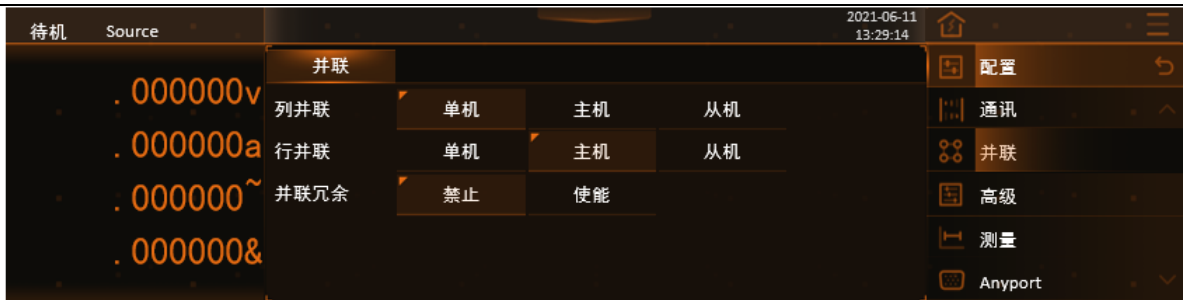 待机 Source
2021-06-11
13:29:14
并联
配置
.000000v
列并联 单机 主机 从机
通讯
.000000a
行并联 单机 主机 从机
并联
.000000~
并联冗余 禁止 使能
高级
.000000&
测量
Anyport